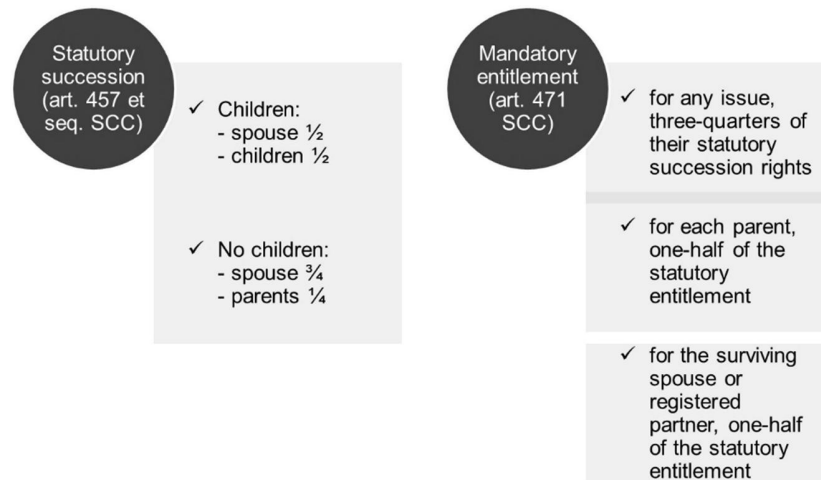 Statutory
succession
(art. 457 et
seq. SCC)
✓ Children:
- spouse ½
- children ½
✓ No children:
- spouse ¾
- parents ¼
Mandatory
entitlement
(art. 471
SCC)
✓ for any issue,
three-quarters of
their statutory
succession rights
✓ for each parent,
one-half of the
statutory
entitlement
✓ for the surviving
spouse or
registered
partner, one-half
of the statutory
entitlement